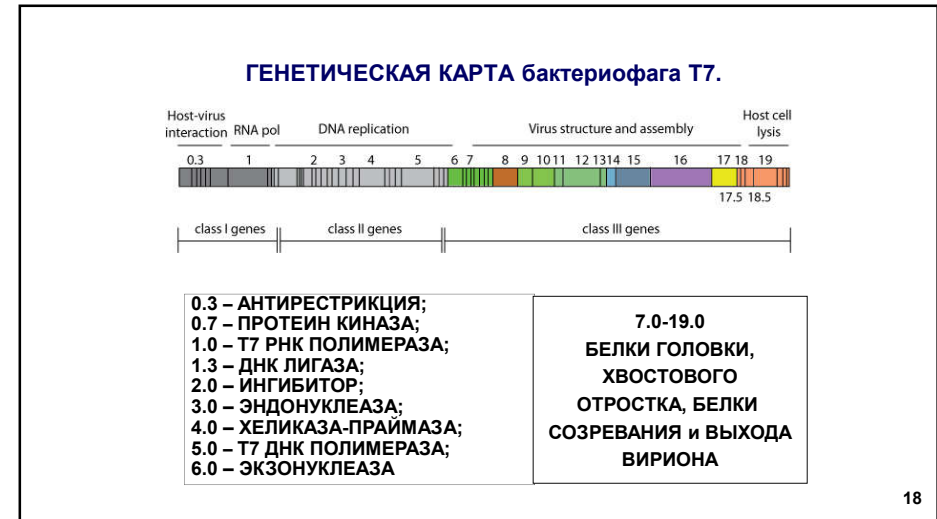 ГЕНЕТИЧЕСКАЯ КАРТА бактериофага Т7.
Host-virus interaction
RNA pol
DNA replication
Virus structure and assembly
Host cell lysis
0.3 1 2 3 4 5 6 7 8 9 10 11 12 13 14 15 16 17 18 19
17.5 18.5
class I genes class II genes class III genes
0.3 – АНТИРЕСТРИКЦИЯ;
0.7 – ПРОТЕИН КИНАЗА;
1.0 – Т7 РНК ПОЛИМЕРАЗА;
1.3 – ДНК ЛИГАЗА;
2.0 – ИНГИБИТОР;
3.0 – ЭНДОНУКЛЕАЗА;
4.0 – ХЕЛИКАЗА-ПРАЙМАЗА;
5.0 – Т7 ДНК ПОЛИМЕРАЗА;
6.0 – ЭКЗОНУКЛЕАЗА
7.0-19.0
БЕЛКИ ГОЛОВКИ,
ХВОСТОВОГО
ОТРОСТКА, БЕЛКИ
СОЗРЕВАНИЯ и ВЫХОДА
ВИРИОНА
18